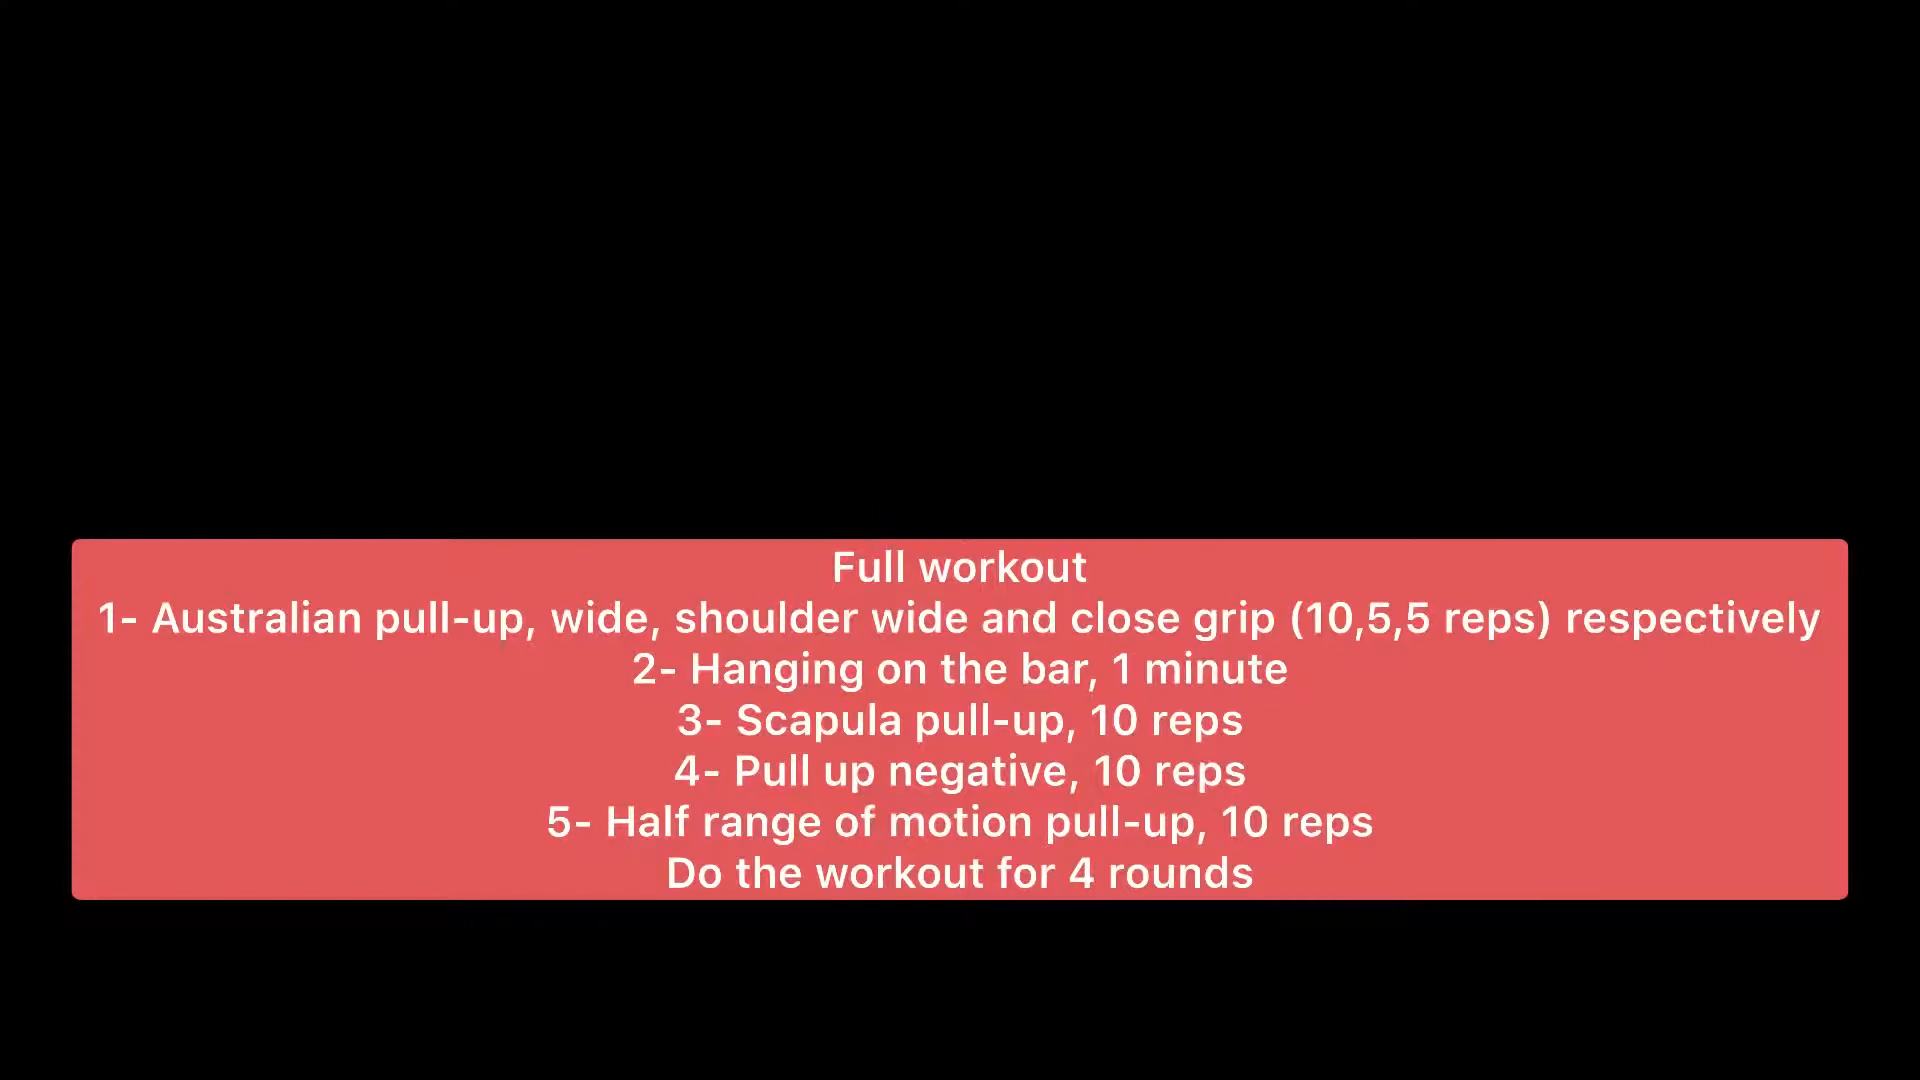 Full workout
1- Australian pull-up, wide, shoulder wide and close grip (10,5,5 reps) respectively
2- Hanging on the bar, 1 minute
3- Scapula pull-up, 10 reps
4- Pull up negative, 10 reps
5- Half range of motion pull-up, 10 reps
Do the workout for 4 rounds